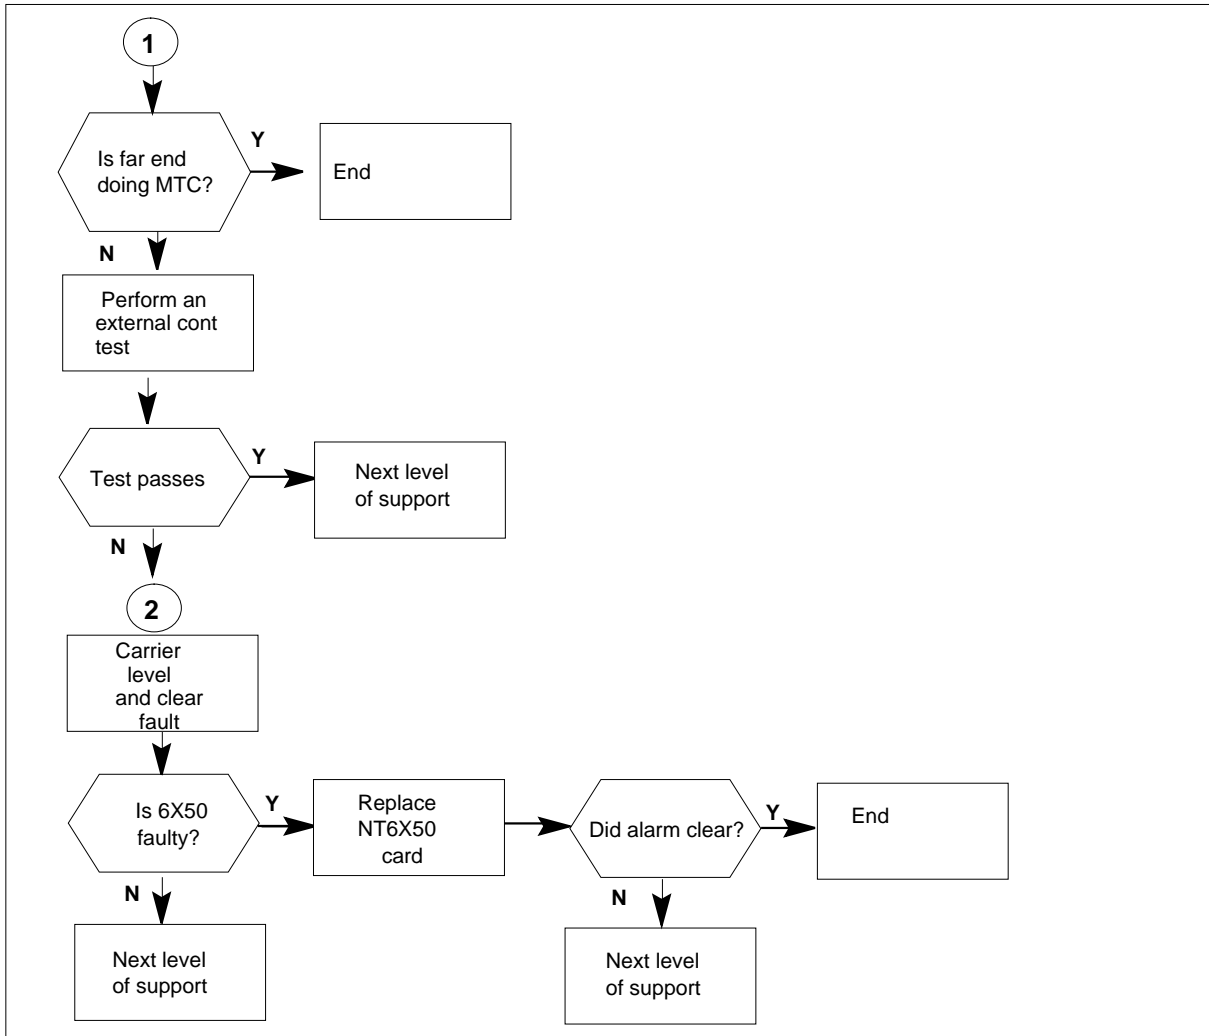 1
Is far end
doing MTC?
Y
End
N
Perform an
external cont
test
Test passes
Y
Next level
of support
N
2
Carrier
level
and clear
fault
Is 6X50
faulty?
Y
Replace
NT6X50
card
Did alarm clear?
Y
End
N
Next level
of support
N
Next level
of support